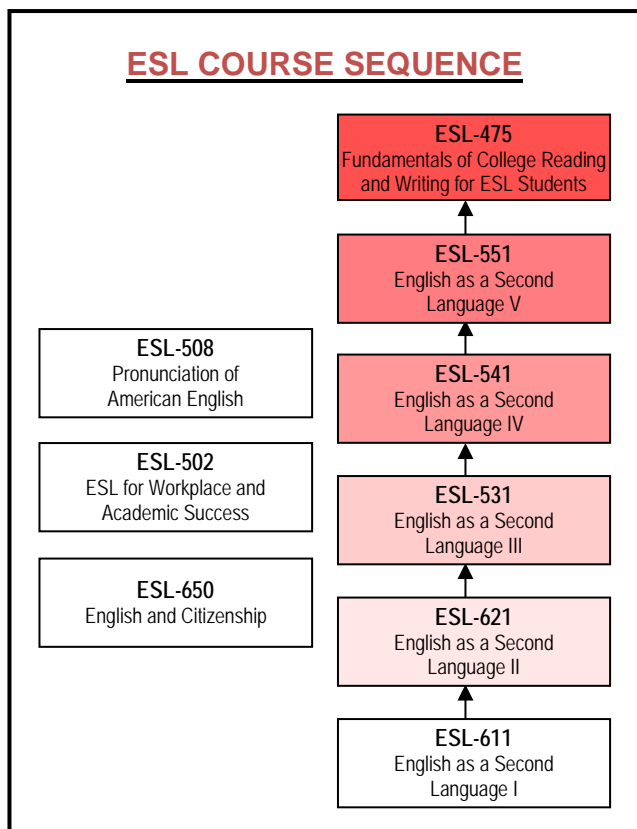 ESL COURSE SEQUENCE
ESL-475
Fundamentals of College Reading
and Writing for ESL Students
ESL-551
English as a Second
Language V
ESL-541
English as a Second
Language IV
ESL-531
English as a Second
Language III
ESL-621
English as a Second
Language II
ESL-611
English as a Second
Language I
ESL-508
Pronunciation of
American English
ESL-502
ESL for Workplace and
Academic Success
ESL-650
English and Citizenship